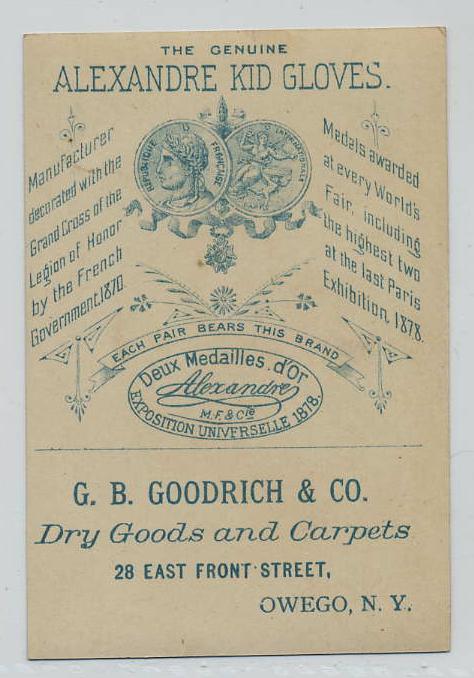 THE GENUINE
ALEXANDRE KID GLOVES.
Manufacturer
decorated with the
Grand Cross of the
Legion of Honor
by the French
Government, 1870.
REPUBLIQUE FRANÇAISE
Medals awarded
at every World's
Fair, including
the highest two
at the last Paris
Exhibition, 1878.
EACH PAIR BEARS THIS BRAND
Deux Medailles d'Or
Alexandre
M.F. & Cie
EXPOSITION UNIVERSELLE 1878.
G. B. GOODRICH & CO.
Dry Goods and Carpets
28 EAST FRONT STREET,
OWEGO, N. Y.